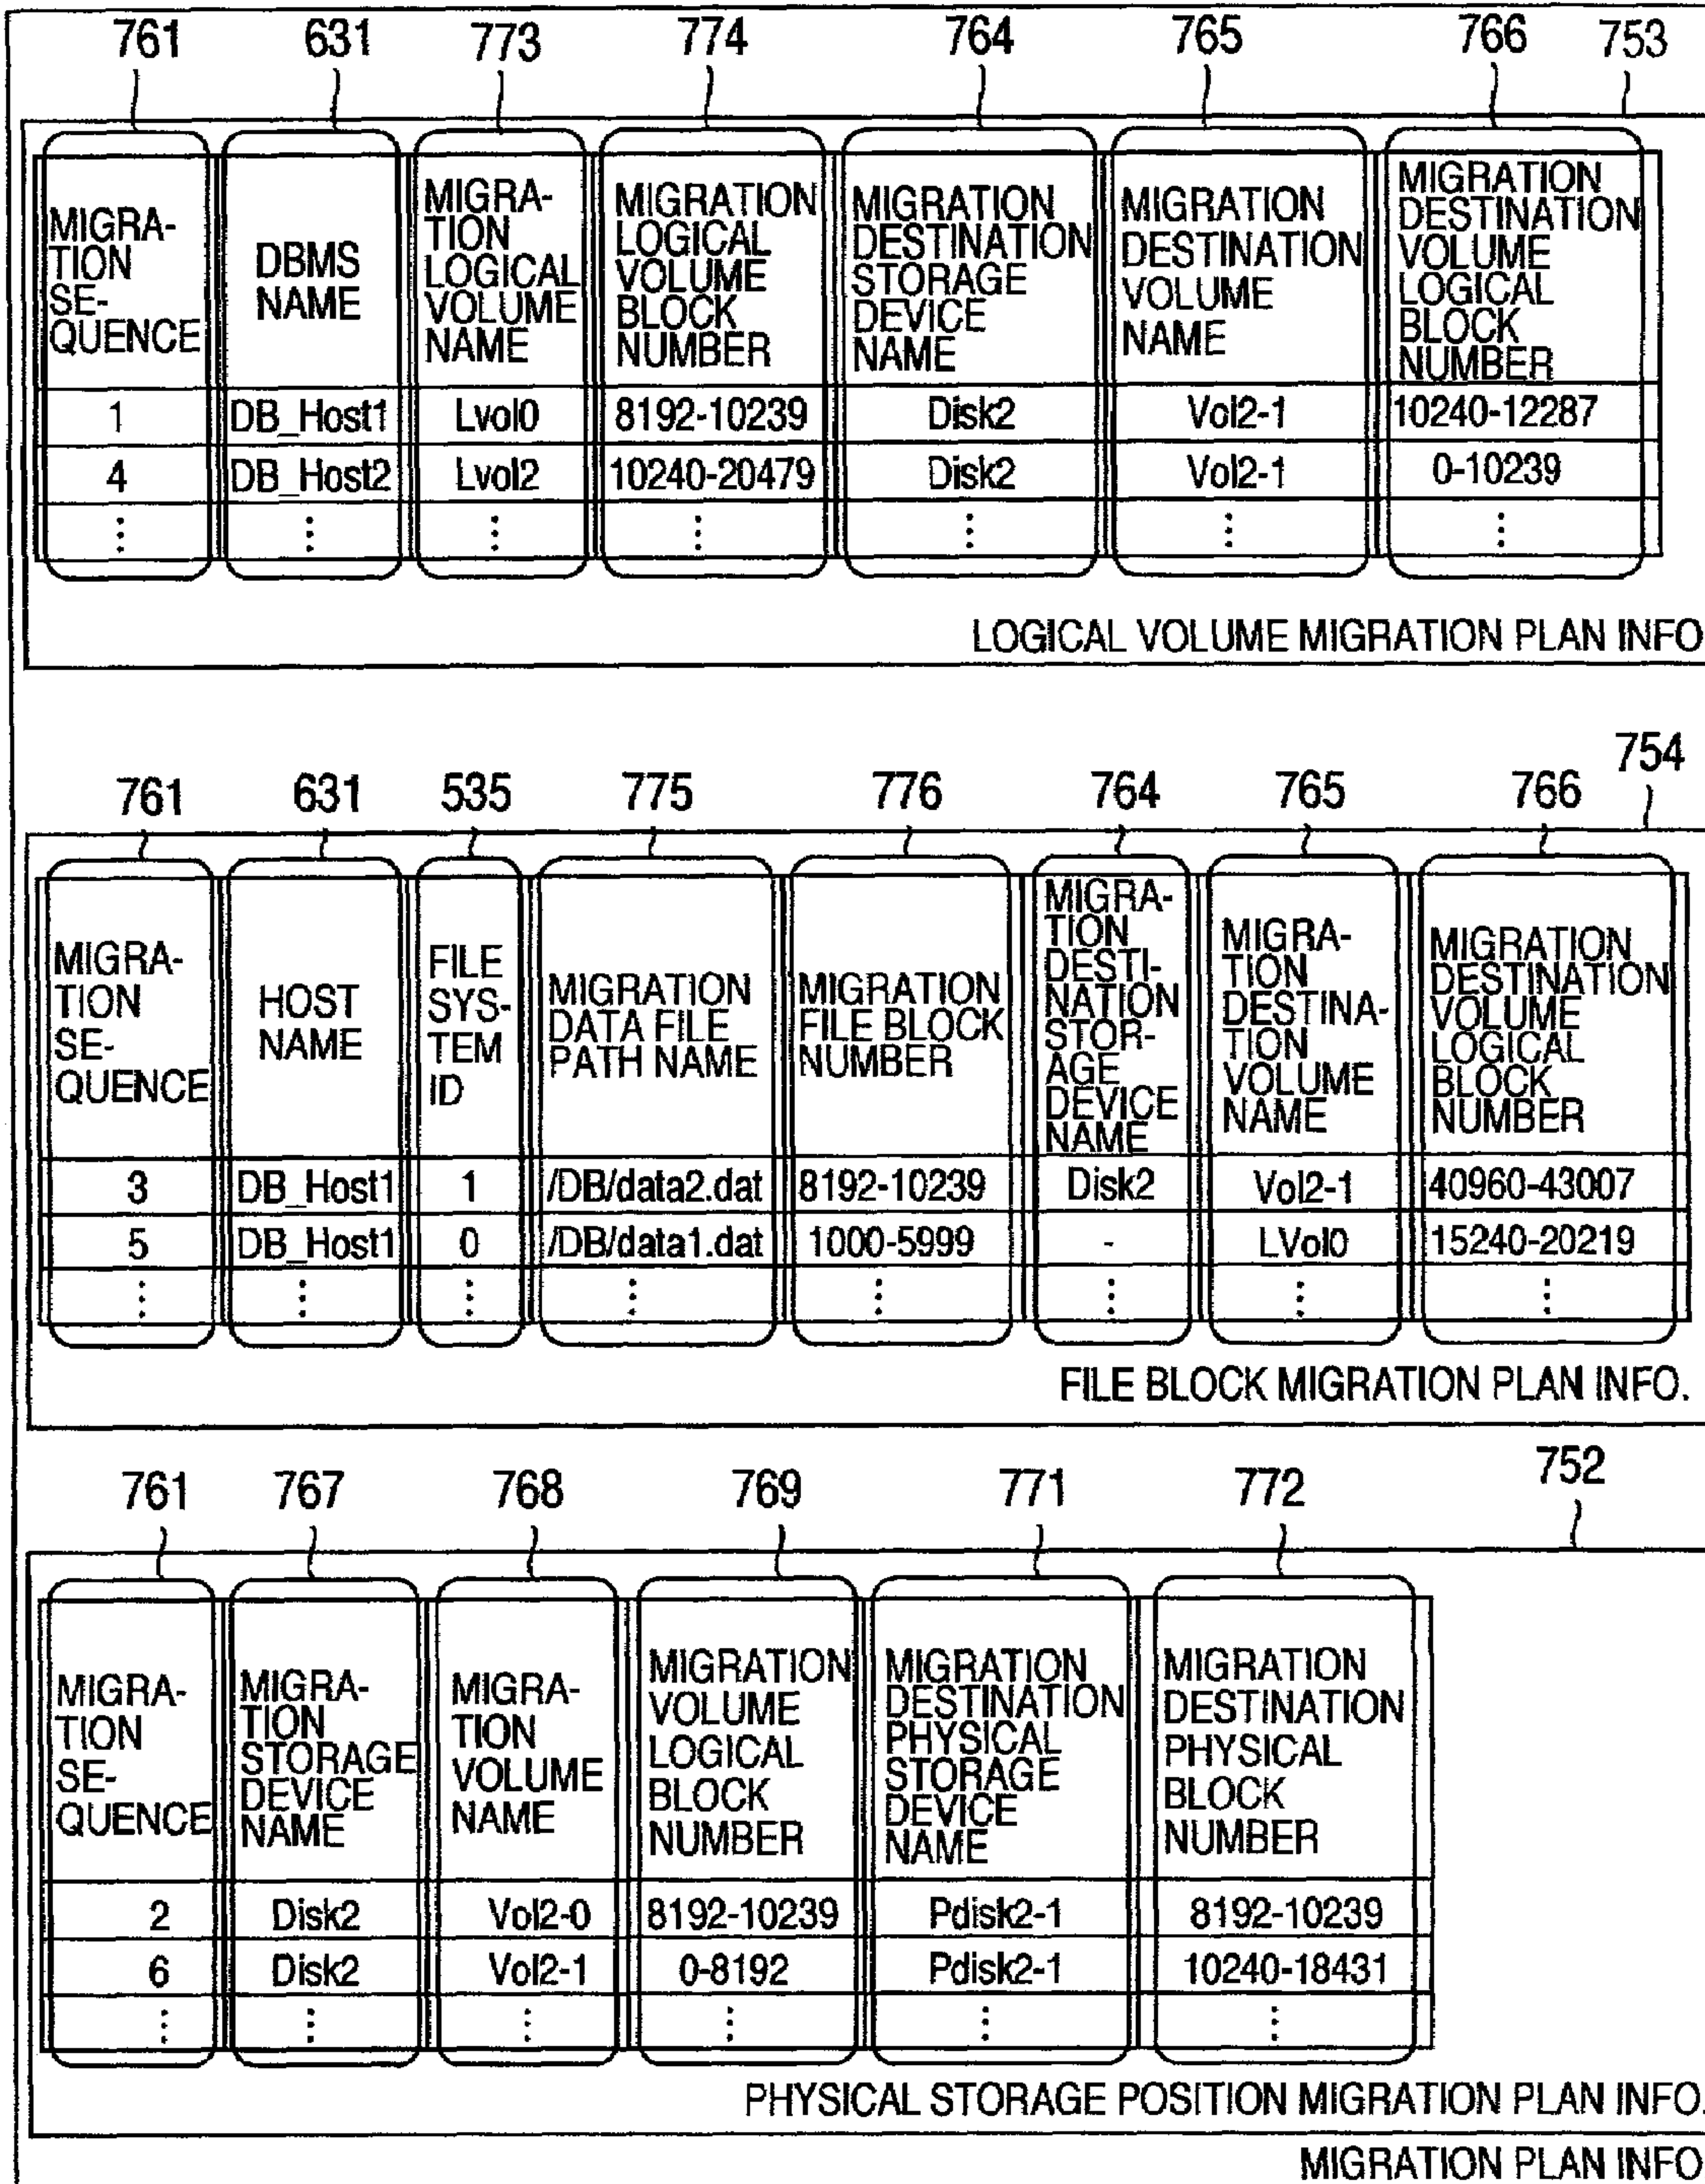 761 631 773 774 764 765 766 753
MIGRA-
TION
SE-
QUENCE
DBMS
NAME
MIGRA-
TION
LOGICAL
VOLUME
NAME
MIGRATION
LOGICAL
VOLUME
BLOCK
NUMBER
MIGRATION
DESTINATION
STORAGE
DEVICE
NAME
MIGRATION
DESTINATION
VOLUME
NAME
MIGRATION
DESTINATION
VOLUME
LOGICAL
BLOCK
NUMBER
1 DB_Host1 Lvol0 8192-10239 Disk2 Vol2-1 10240-12287
4 DB_Host2 Lvol2 10240-20479 Disk2 Vol2-1 0-10239
⋮ ⋮ ⋮ ⋮ ⋮ ⋮ ⋮
LOGICAL VOLUME MIGRATION PLAN INFO
761 631 535 775 776 764 765 766 754
MIGRA-
TION
SE-
QUENCE
HOST
NAME
FILE
SYS-
TEM
ID
MIGRATION
DATA FILE
PATH NAME
MIGRATION
FILE BLOCK
NUMBER
MIGRA-
TION
DESTI-
NATION
STOR-
AGE
DEVICE
NAME
MIGRA-
TION
DESTINA-
TION
VOLUME
NAME
MIGRATION
DESTINATION
VOLUME
LOGICAL
BLOCK
NUMBER
3 DB_Host1 1 /DB/data2.dat 8192-10239 Disk2 Vol2-1 40960-43007
5 DB_Host1 0 /DB/data1.dat 1000-5999 - LVol0 15240-20219
⋮ ⋮ ⋮ ⋮ ⋮ ⋮ ⋮ ⋮
FILE BLOCK MIGRATION PLAN INFO.
761 767 768 769 771 772 752
MIGRA-
TION
SE-
QUENCE
MIGRA-
TION
STORAGE
DEVICE
NAME
MIGRA-
TION
VOLUME
NAME
MIGRATION
VOLUME
LOGICAL
BLOCK
NUMBER
MIGRATION
DESTINATION
PHYSICAL
STORAGE
DEVICE
NAME
MIGRATION
DESTINATION
PHYSICAL
BLOCK
NUMBER
2 Disk2 Vol2-0 8192-10239 Pdisk2-1 8192-10239
6 Disk2 Vol2-1 0-8192 Pdisk2-1 10240-18431
⋮ ⋮ ⋮ ⋮ ⋮ ⋮
PHYSICAL STORAGE POSITION MIGRATION PLAN INFO.
MIGRATION PLAN INFO